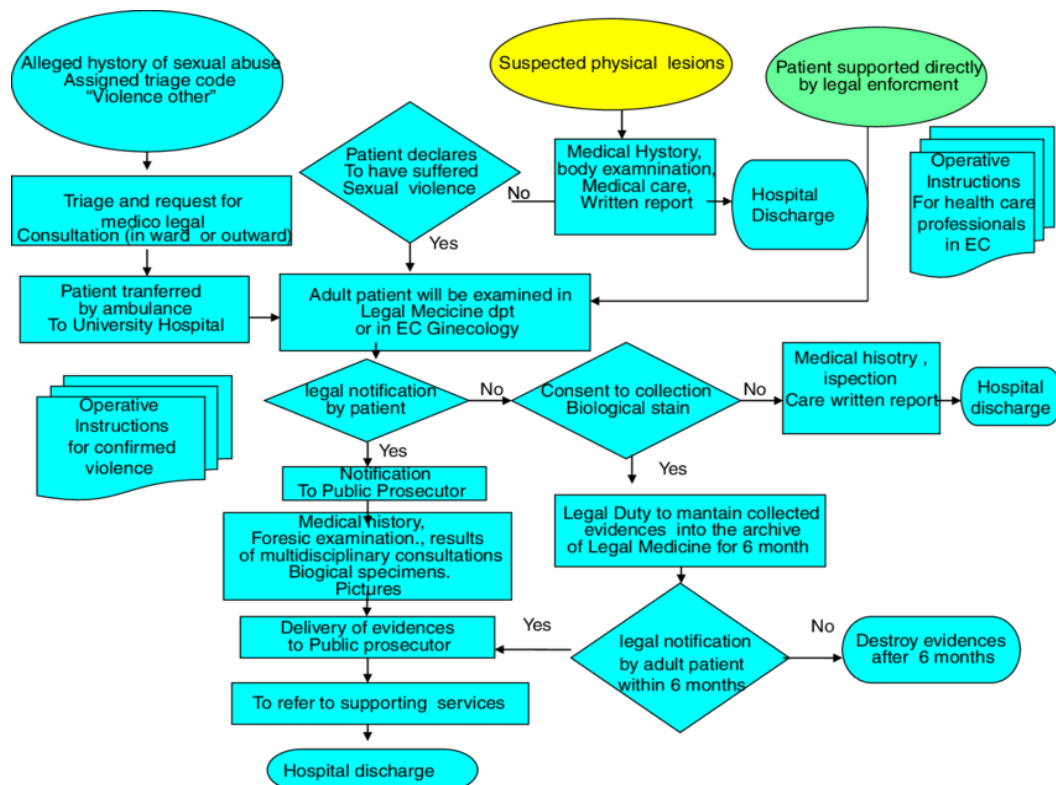 Alleged hystory of sexual abuse
Assigned triage code
“Violence other”
Suspected physical lesions
Patient supported directly
by legal enforcment
Patient declares
To have suffered
Sexual violence
No
Yes
Medical Hystory,
body examnination,
Medical care,
Written report
Hospital
Discharge
Operative
Instructions
For health care
professionals
in EC
Triage and request for
medico legal
Consultation (in ward or outward)
Patient tranferred
by ambulance
To University Hospital
Adult patient will be examined in
Legal Mecicine dpt
or in EC Ginecology
Operative
Instructions
for confirmed
violence
legal notification
by patient
No
Yes
Consent to collection
Biological stain
No
Yes
Medical hisotry ,
ispection
Care written report
Hospital
discharge
Notification
To Public Prosecutor
Medical history,
Foresic examination., results
of multidisciplinary consultations
Biogical specimens.
Pictures
Legal Duty to mantain collected
evidences into the archive
of Legal Medicine for 6 month
Delivery of evidences
to Public prosecutor
Yes
legal notification
by adult patient
within 6 months
No
Destroy evidences
after 6 months
To refer to supporting services
Hospital discharge